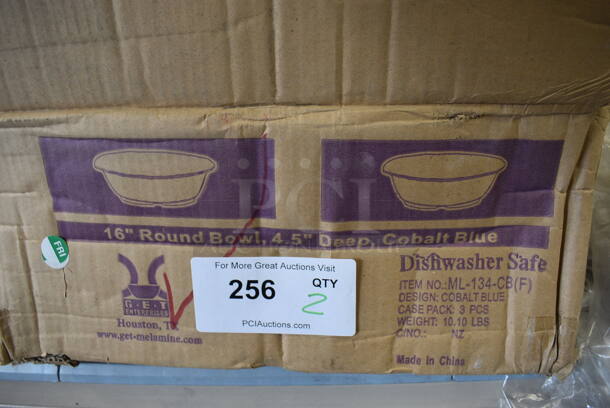 PCI
16" Round Bowl, 4.5" Deep, Cobalt Blue
FRI
G·E·T
ENTERPRISES
Houston, TX
www.get-melamine.com
For More Great Auctions Visit
256
QTY
2
PCIAuctions.com
Dishwasher Safe
ITEM NO.:ML-134-CB(F)
DESIGN: COBALT BLUE
CASE PACK: 3 PCS
WEIGHT: 10.10 LBS
C/NO.: NZ
Made in China